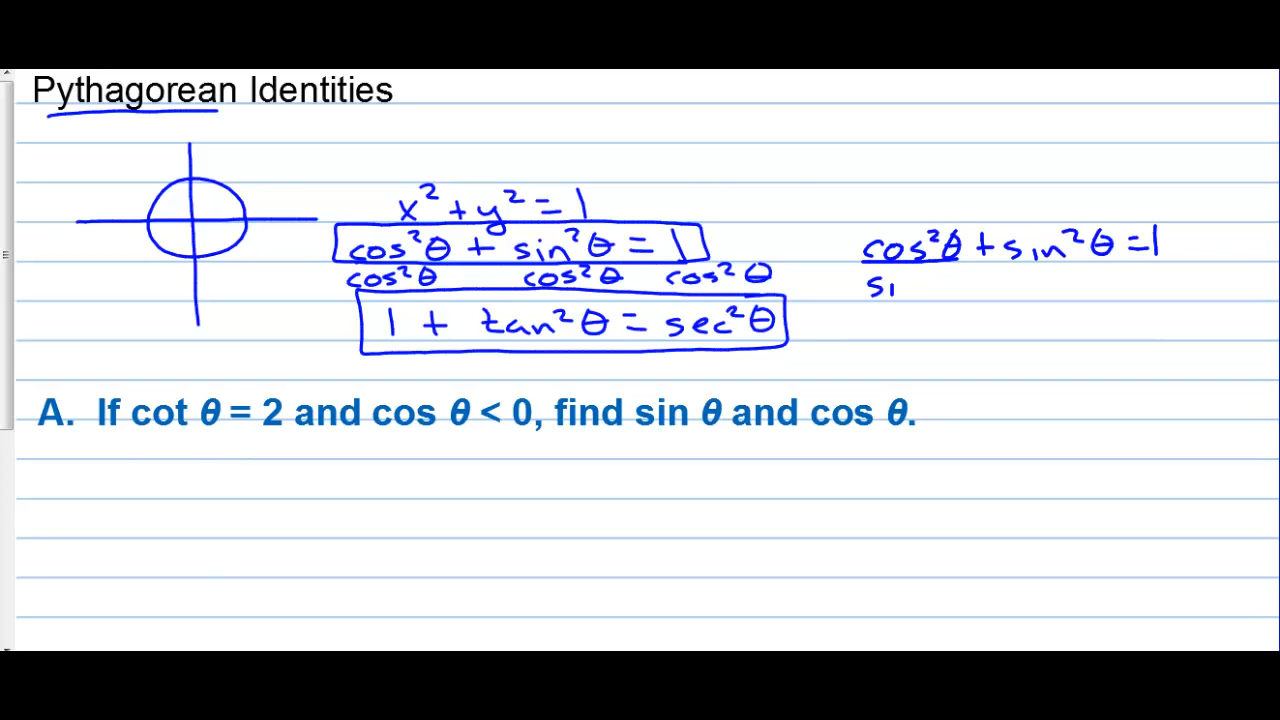 Pythagorean Identities
x² + y² = 1
cos²θ + sin²θ = 1
cos²θ cos²θ cos²θ
1 + tan²θ = sec²θ
cos²θ + sin²θ = 1
si
A. If cot θ = 2 and cos θ < 0, find sin θ and cos θ.